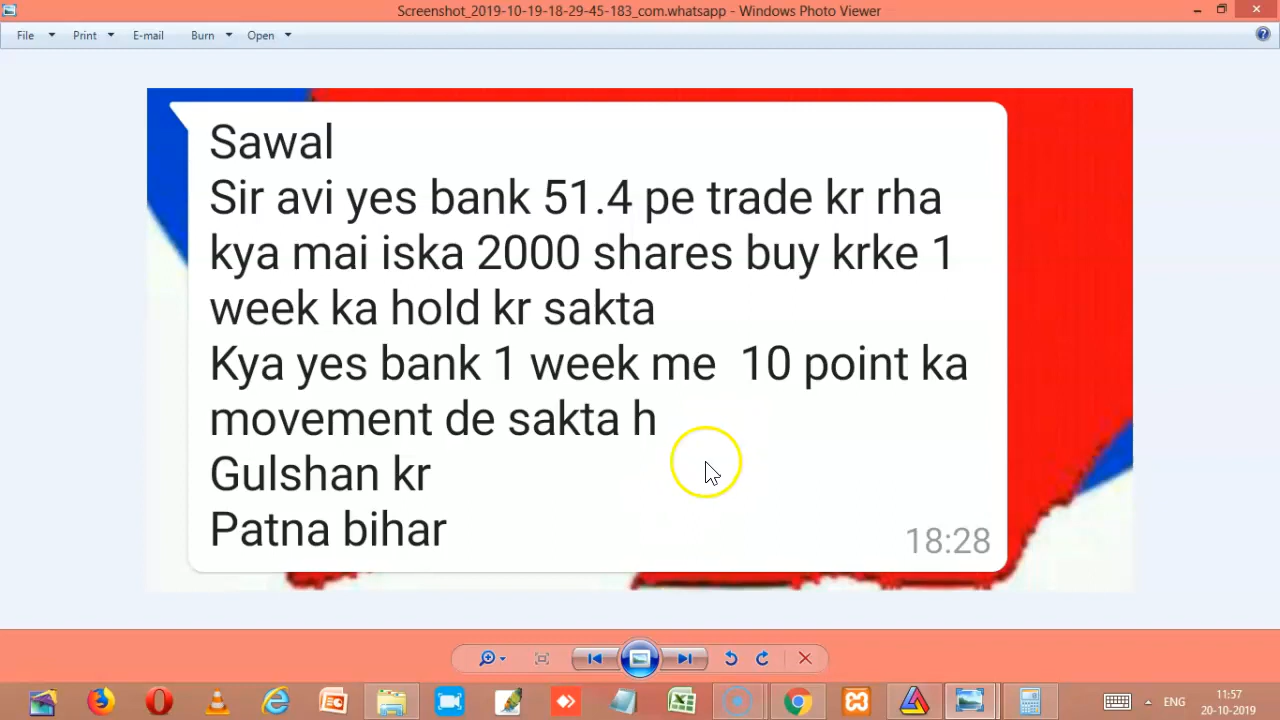 Screenshot_2019-10-19-18-29-45-183_com.whatsapp - Windows Photo Viewer
File Print E-mail Burn Open
Sawal
Sir avi yes bank 51.4 pe trade kr rha
kya mai iska 2000 shares buy krke 1
week ka hold kr sakta
Kya yes bank 1 week me 10 point ka
movement de sakta h
Gulshan kr
Patna bihar
18:28
ENG
11:57
20-10-2019